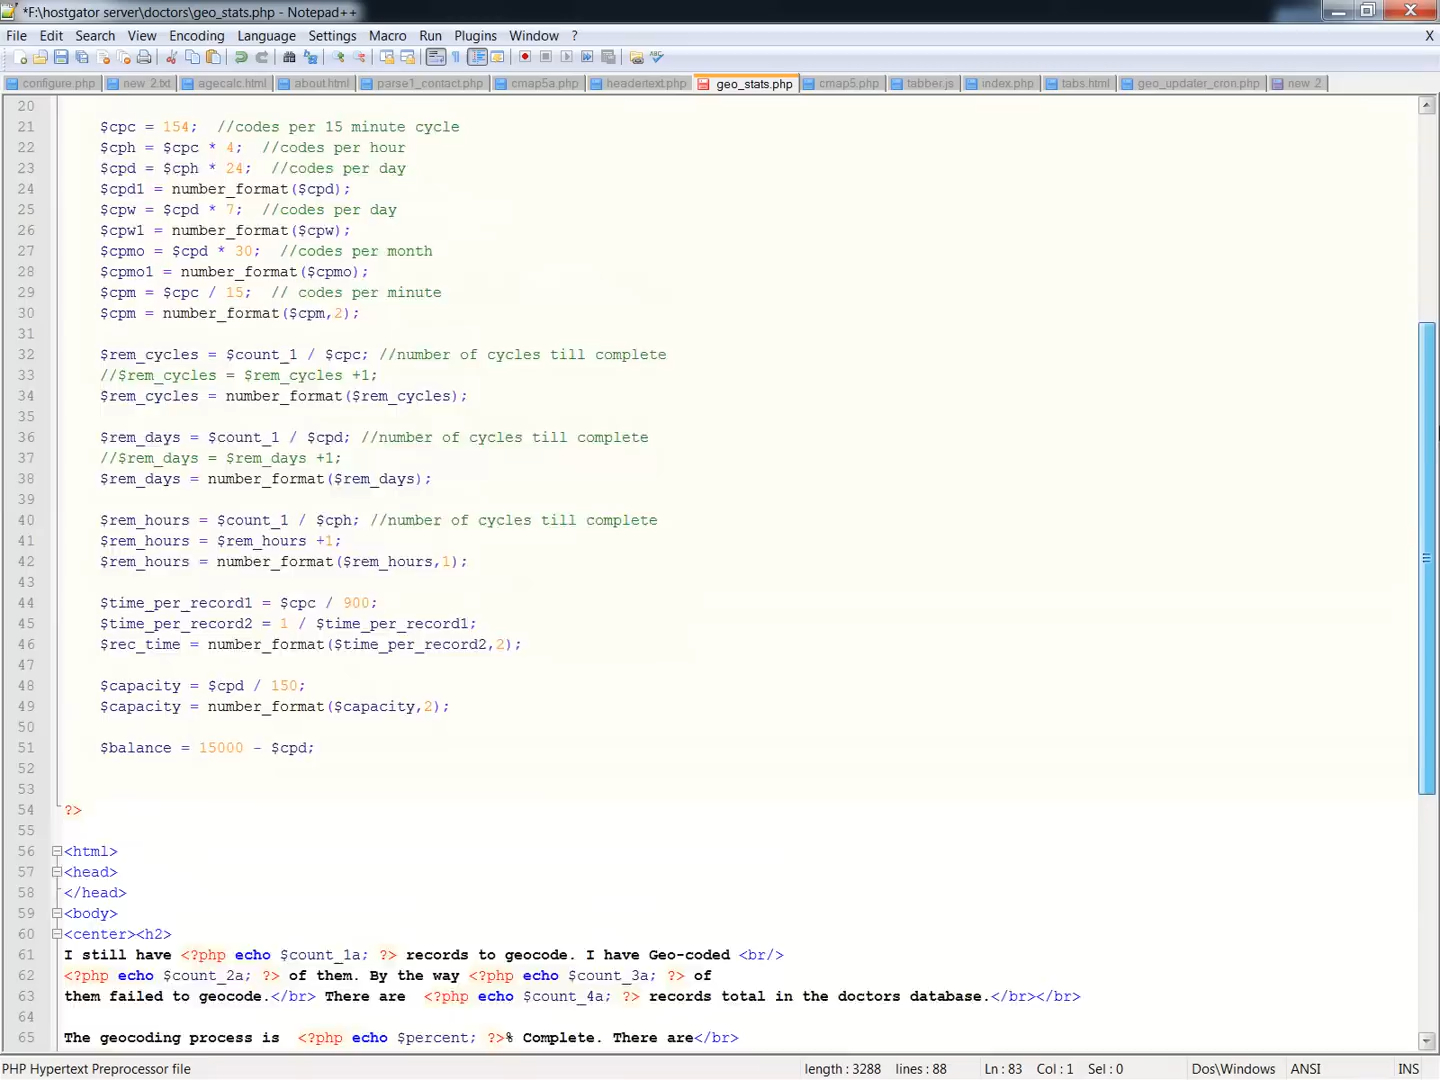 *F:\hostgator server\doctors\geo_stats.php - Notepad++
File Edit Search View Encoding Language Settings Macro Run Plugins Window ? X
configure.php new 2.txt agecalc.html about.html parse1_contact.php cmap5a.php headertext.php geo_stats.php cmap5.php tabber.js index.php tabs.html geo_updater_cron.php new 2
20
21 $cpc = 154; //codes per 15 minute cycle
22 $cph = $cpc * 4; //codes per hour
23 $cpd = $cph * 24; //codes per day
24 $cpd1 = number_format($cpd);
25 $cpw = $cpd * 7; //codes per day
26 $cpw1 = number_format($cpw);
27 $cpmo = $cpd * 30; //codes per month
28 $cpmo1 = number_format($cpmo);
29 $cpm = $cpc / 15; // codes per minute
30 $cpm = number_format($cpm,2);
31
32 $rem_cycles = $count_1 / $cpc; //number of cycles till complete
33 //$rem_cycles = $rem_cycles +1;
34 $rem_cycles = number_format($rem_cycles);
35
36 $rem_days = $count_1 / $cpd; //number of cycles till complete
37 //$rem_days = $rem_days +1;
38 $rem_days = number_format($rem_days);
39
40 $rem_hours = $count_1 / $cph; //number of cycles till complete
41 $rem_hours = $rem_hours +1;
42 $rem_hours = number_format($rem_hours,1);
43
44 $time_per_record1 = $cpc / 900;
45 $time_per_record2 = 1 / $time_per_record1;
46 $rec_time = number_format($time_per_record2,2);
47
48 $capacity = $cpd / 150;
49 $capacity = number_format($capacity,2);
50
51 $balance = 15000 - $cpd;
52
53
54 ?>
55
56 <html>
57 <head>
58 </head>
59 <body>
60 <center><h2>
61 I still have <?php echo $count_1a; ?> records to geocode. I have Geo-coded <br/>
62 <?php echo $count_2a; ?> of them. By the way <?php echo $count_3a; ?> of
63 them failed to geocode.</br> There are <?php echo $count_4a; ?> records total in the doctors database.</br></br>
64
65 The geocoding process is <?php echo $percent; ?>% Complete. There are</br>
PHP Hypertext Preprocessor file length : 3288 lines : 88 Ln : 83 Col : 1 Sel : 0 Dos\Windows ANSI INS